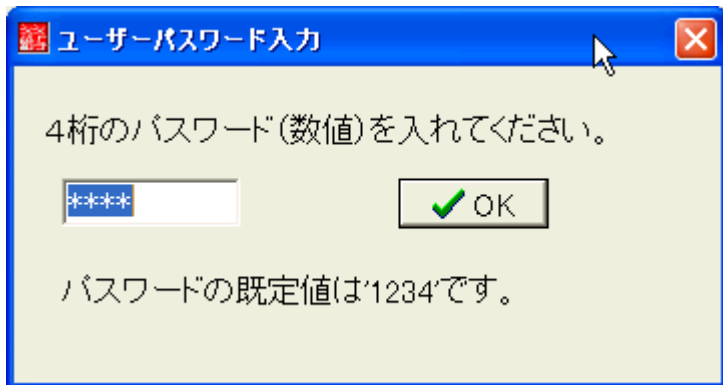 ユーザーパスワード入力
4桁のパスワード(数値)を入れてください。
****
OK
パスワードの既定値は'1234'です。